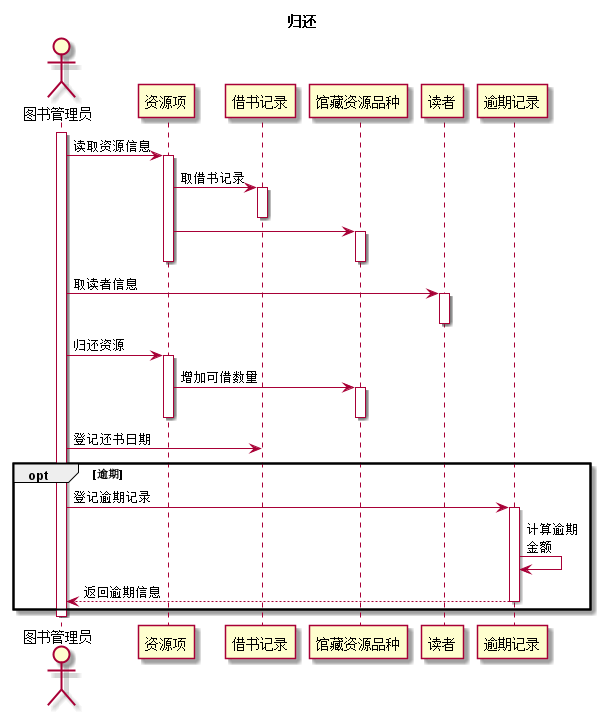 归还
图书管理员
资源项
借书记录
馆藏资源品种
读者
逾期记录
读取资源信息
取借书记录
取读者信息
归还资源
增加可借数量
登记还书日期
opt [逾期]
登记逾期记录
计算逾期
金额
返回逾期信息
图书管理员
资源项
借书记录
馆藏资源品种
读者
逾期记录